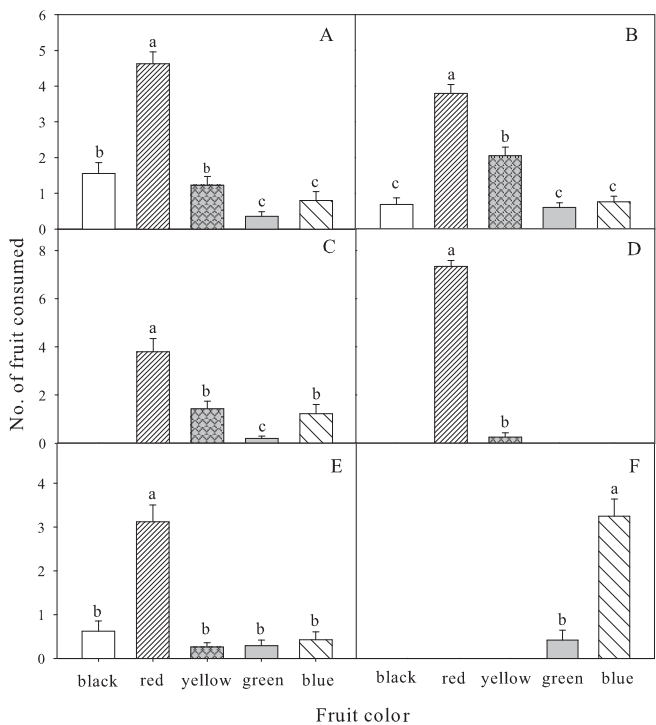 6
A
B
a
5
a
4
3
b
b
b
2
c
c
c
c
c
1
0
8
C
D
a
6
a
4
b
b
2
c
b
0
No. of fruit consumed
E
F
4
a
a
3
2
b
b
b
b
b
1
0
black red yellow green blue black red yellow green blue
Fruit color